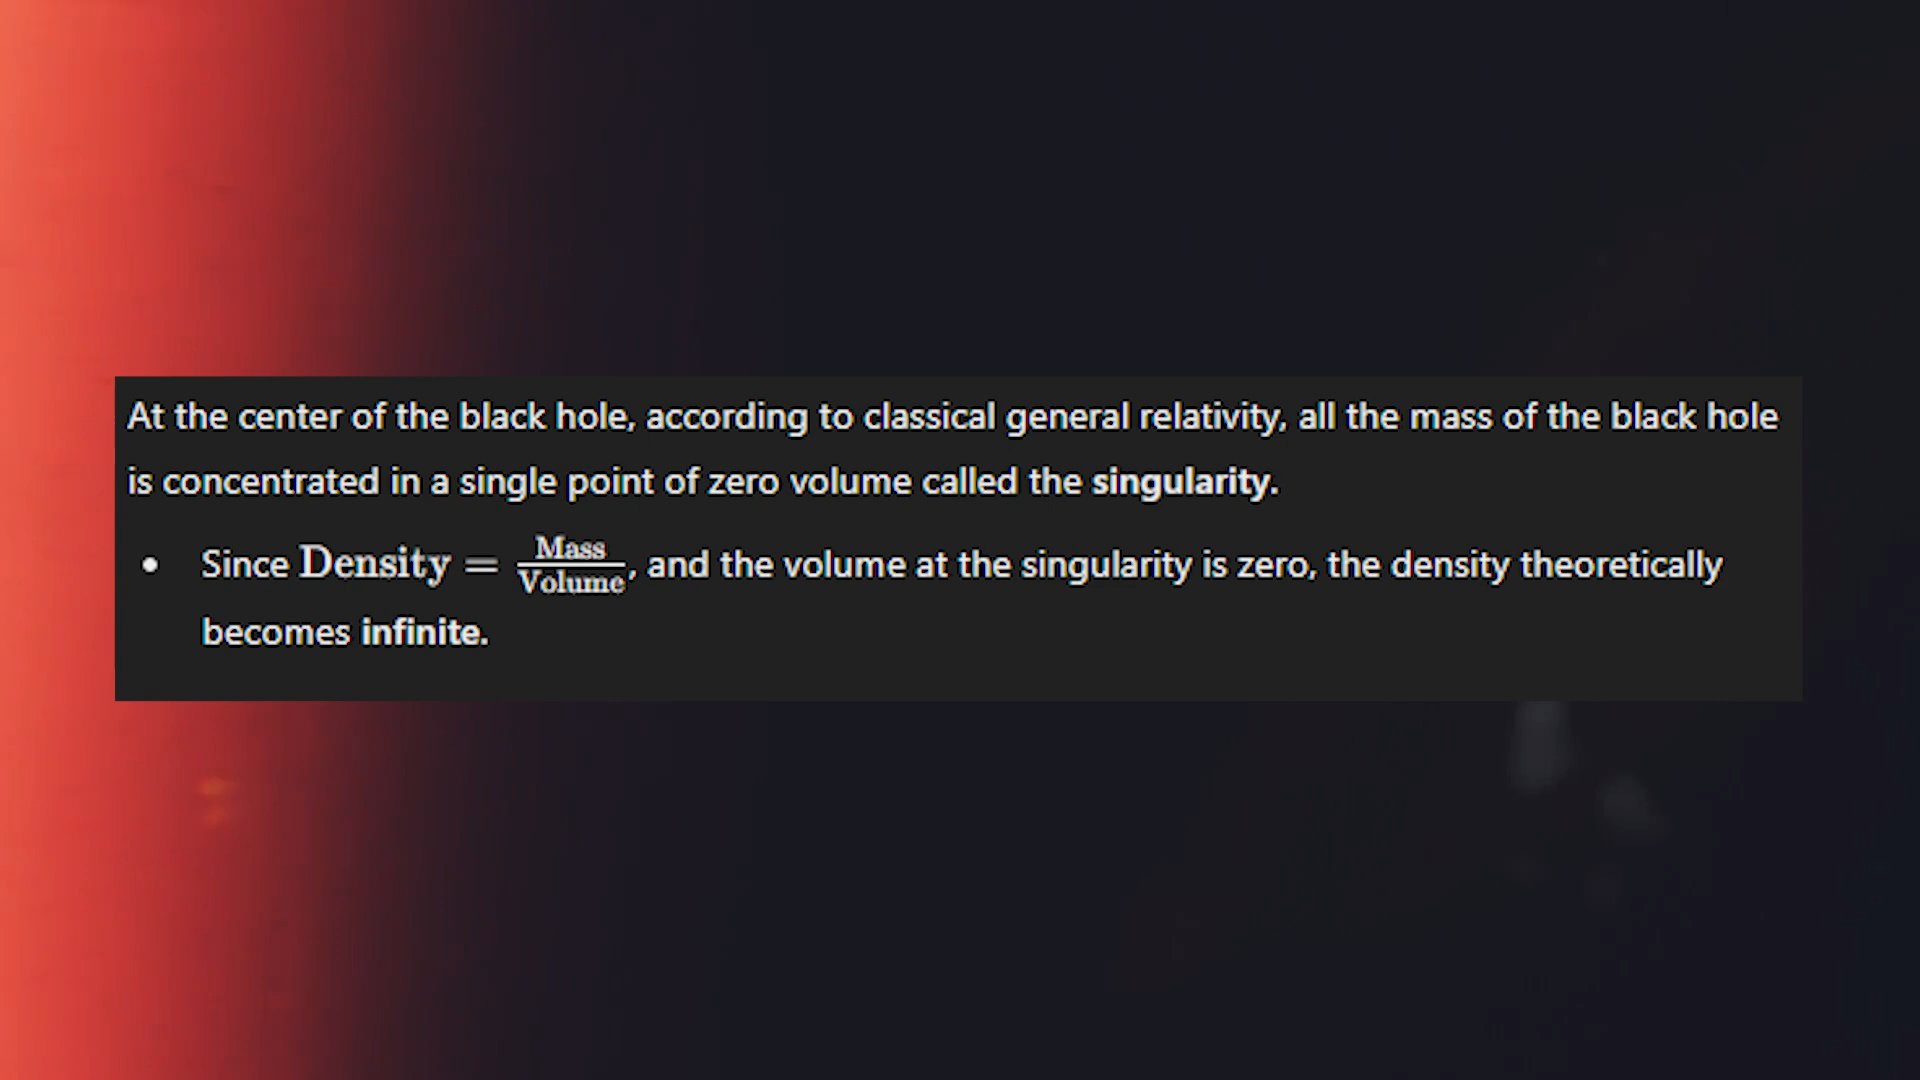 At the center of the black hole, according to classical general relativity, all the mass of the black hole
is concentrated in a single point of zero volume called the singularity.
• Since Density = Mass/Volume, and the volume at the singularity is zero, the density theoretically
becomes infinite.